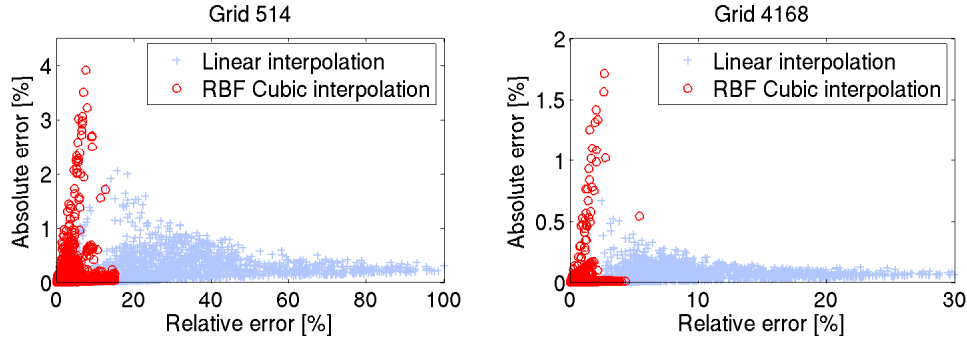 Grid 514
Linear interpolation
RBF Cubic interpolation
Absolute error [%]
4
3
2
1
0
0 20 40 60 80 100
Relative error [%]
Grid 4168
Linear interpolation
RBF Cubic interpolation
Absolute error [%]
2
1.5
1
0.5
0
0 10 20 30
Relative error [%]